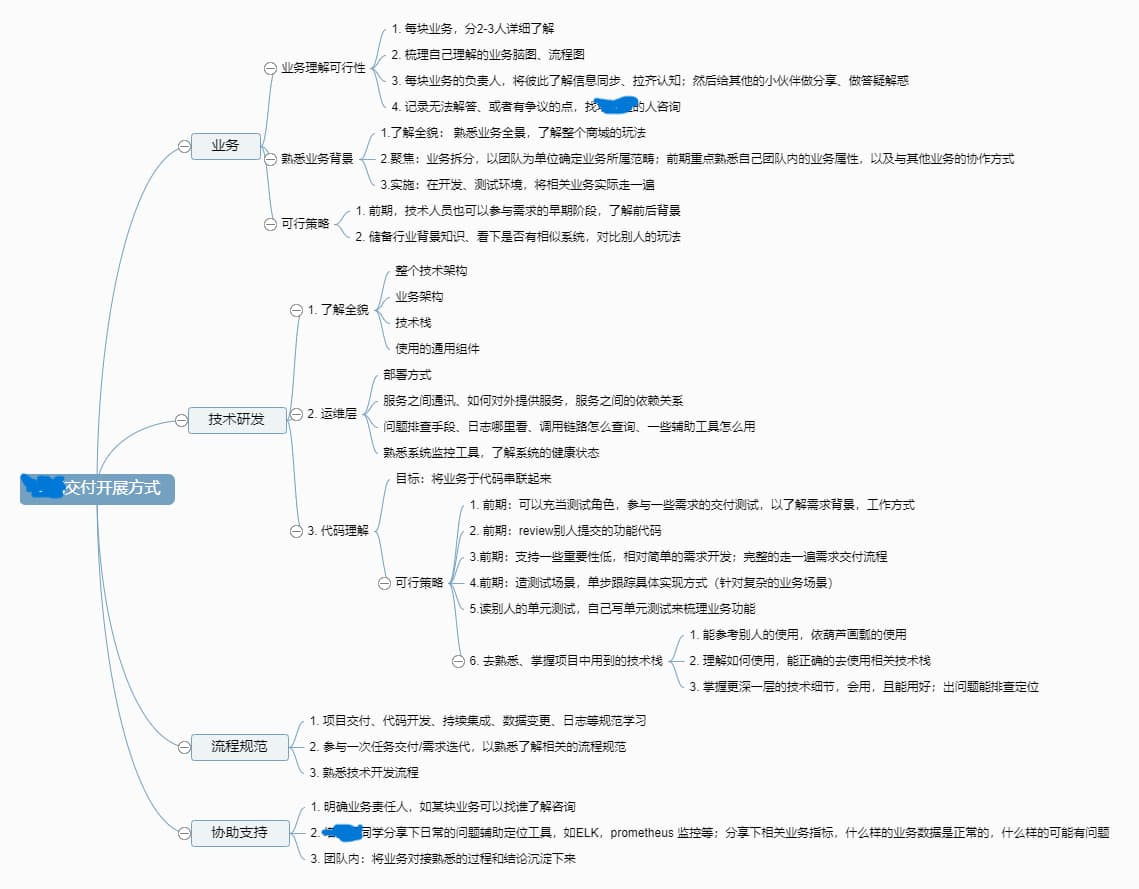 交付开展方式
业务
业务理解可行性
1. 每块业务，分2-3人详细了解
2. 梳理自己理解的业务脑图、流程图
3. 每块业务的负责人，将彼此了解信息同步、拉齐认知；然后给其他的小伙伴做分享、做答疑解惑
4. 记录无法解答、或者有争议的点，找 的人咨询
熟悉业务背景
1.了解全貌： 熟悉业务全景，了解整个商城的玩法
2.聚焦：业务拆分，以团队为单位确定业务所属范畴；前期重点熟悉自己团队内的业务属性，以及与其他业务的协作方式
3.实施：在开发、测试环境，将相关业务实际走一遍
可行策略
1. 前期，技术人员也可以参与需求的早期阶段，了解前后背景
2. 储备行业背景知识、看下是否有相似系统，对比别人的玩法
技术研发
1. 了解全貌
整个技术架构
业务架构
技术栈
使用的通用组件
2. 运维层
部署方式
服务之间通讯、如何对外提供服务，服务之间的依赖关系
问题排查手段、日志哪里看、调用链路怎么查询、一些辅助工具怎么用
熟悉系统监控工具，了解系统的健康状态
3. 代码理解
目标：将业务于代码串联起来
可行策略
1. 前期：可以充当测试角色，参与一些需求的交付测试，以了解需求背景，工作方式
2. 前期：review别人提交的功能代码
3.前期：支持一些重要性低，相对简单的需求开发；完整的走一遍需求交付流程
4.前期：造测试场景，单步跟踪具体实现方式（针对复杂的业务场景）
5.读别人的单元测试，自己写单元测试来梳理业务功能
6. 去熟悉、掌握项目中用到的技术栈
1. 能参考别人的使用，依葫芦画瓢的使用
2. 理解如何使用，能正确的去使用相关技术栈
3. 掌握更深一层的技术细节，会用，且能用好；出问题能排查定位
流程规范
1. 项目交付、代码开发、持续集成、数据变更、日志等规范学习
2. 参与一次任务交付/需求迭代，以熟悉了解相关的流程规范
3. 熟悉技术开发流程
协助支持
1. 明确业务责任人，如某块业务可以找谁了解咨询
2. 同学分享下日常的问题辅助定位工具，如ELK，prometheus 监控等；分享下相关业务指标，什么样的业务数据是正常的，什么样的可能有问题
3. 团队内：将业务对接熟悉的过程和结论沉淀下来